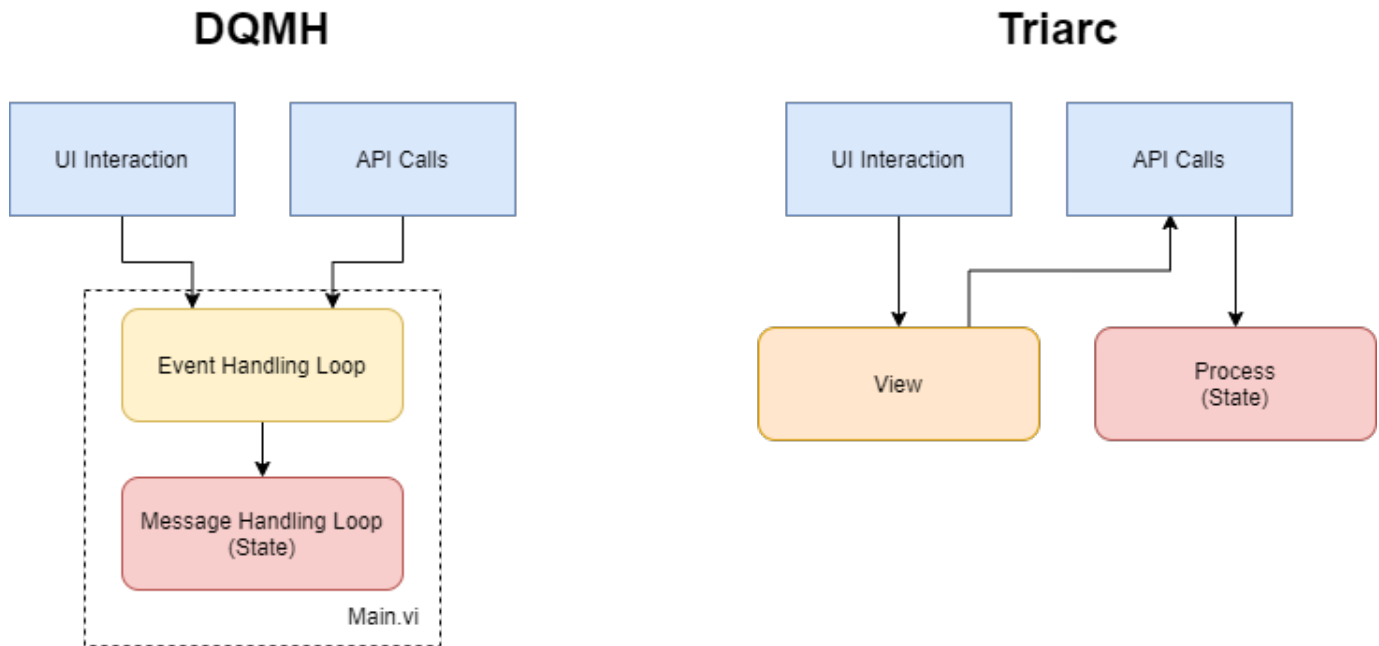 DQMH
Triarc
UI Interaction
API Calls
UI Interaction
API Calls
Event Handling Loop
View
Process
(State)
Message Handling Loop
(State)
Main.vi